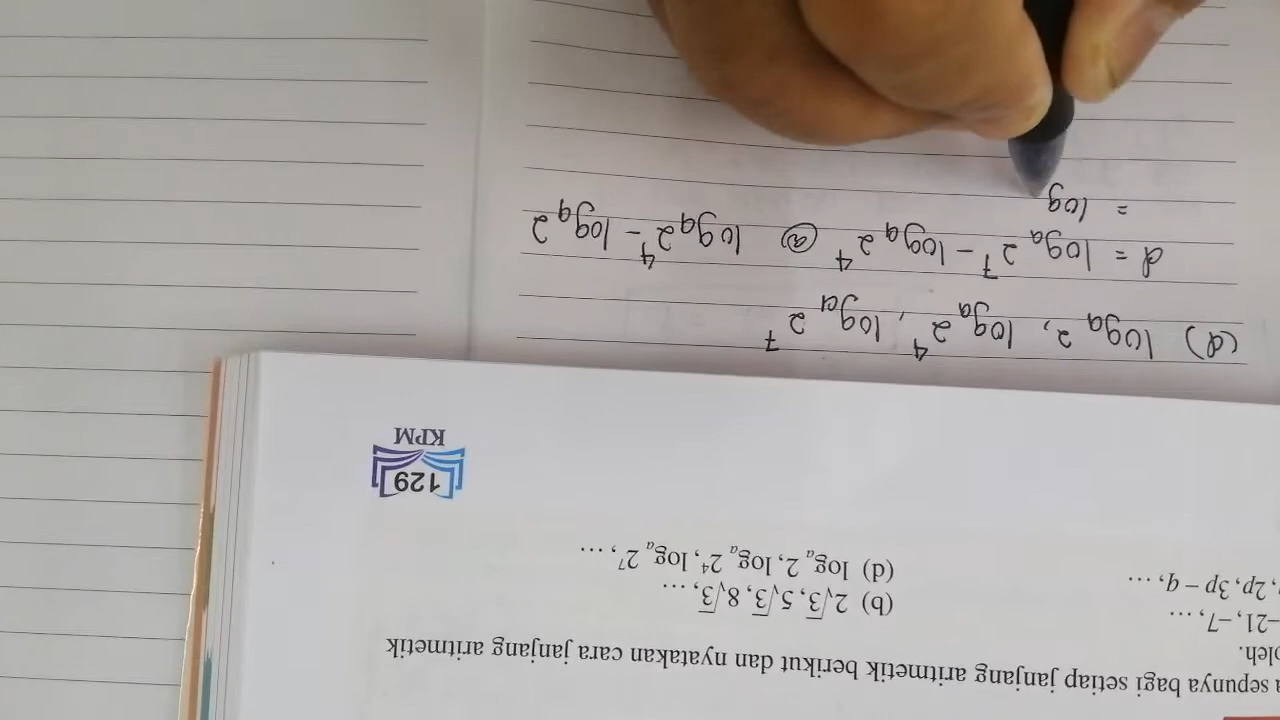 sepunya bagi setiap janjang aritmetik berikut dan nyatakan cara janjang aritmetik
oleh.
–21, –7, …
(b) 2√3, 5√3, 8√3, …
, 2p, 3p – q, …
(d) logₐ 2, logₐ 2⁴, logₐ 2⁷, …
129
KPM
(d) logₐ 2, logₐ 2⁴, logₐ 2⁷
d = logₐ 2⁷ – logₐ 2⁴ @ logₐ 2⁴ – logₐ 2
= log